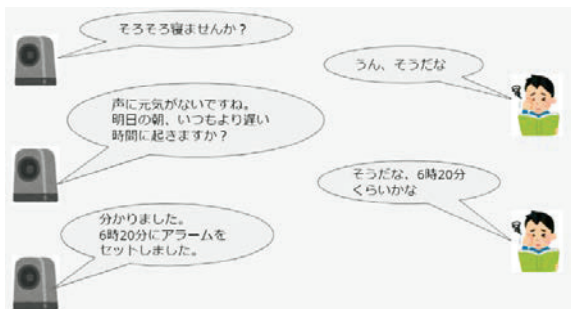 そろそろ寝ませんか？
うん、そうだな
声に元気がないですね。
明日の朝、いつもより遅い
時間に起きますか？
そうだな、6時20分
くらいかな
分かりました。
6時20分にアラームを
セットしました。